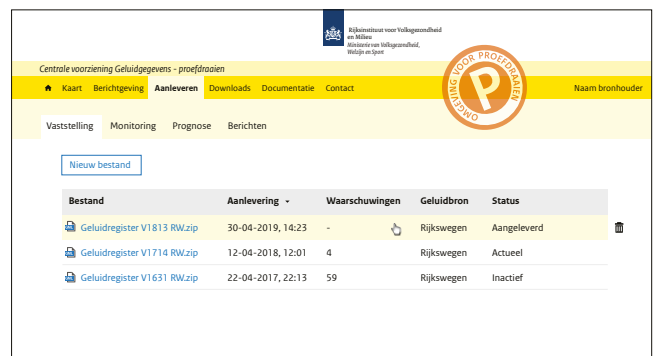 Rijksinstituut voor Volksgezondheid
en Milieu
Ministerie van Volksgezondheid,
Welzijn en Sport
Centrale voorziening Geluidgegevens - proefdraaien
OMGEVING VOOR PROEFDRAAIEN
P
Kaart Berichtgeving Aanleveren Downloads Documentatie Contact Naam bronhouder
Vaststelling Monitoring Prognose Berichten
Nieuw bestand
Bestand Aanlevering Waarschuwingen Geluidbron Status
Geluidregister V1813 RW.zip 30-04-2019, 14:23 - Rijkswegen Aangeleverd
Geluidregister V1714 RW.zip 12-04-2018, 12:01 4 Rijkswegen Actueel
Geluidregister V1631 RW.zip 22-04-2017, 22:13 59 Rijkswegen Inactief